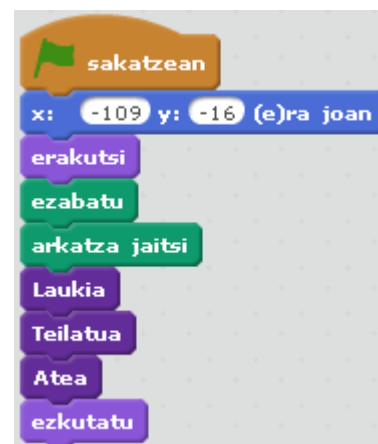 sakatzean
x: -109 y: -16 (e)ra joan
erakutsi
ezabatu
arkatza jaitsi
Laukia
Teilatua
Atea
ezkutatu